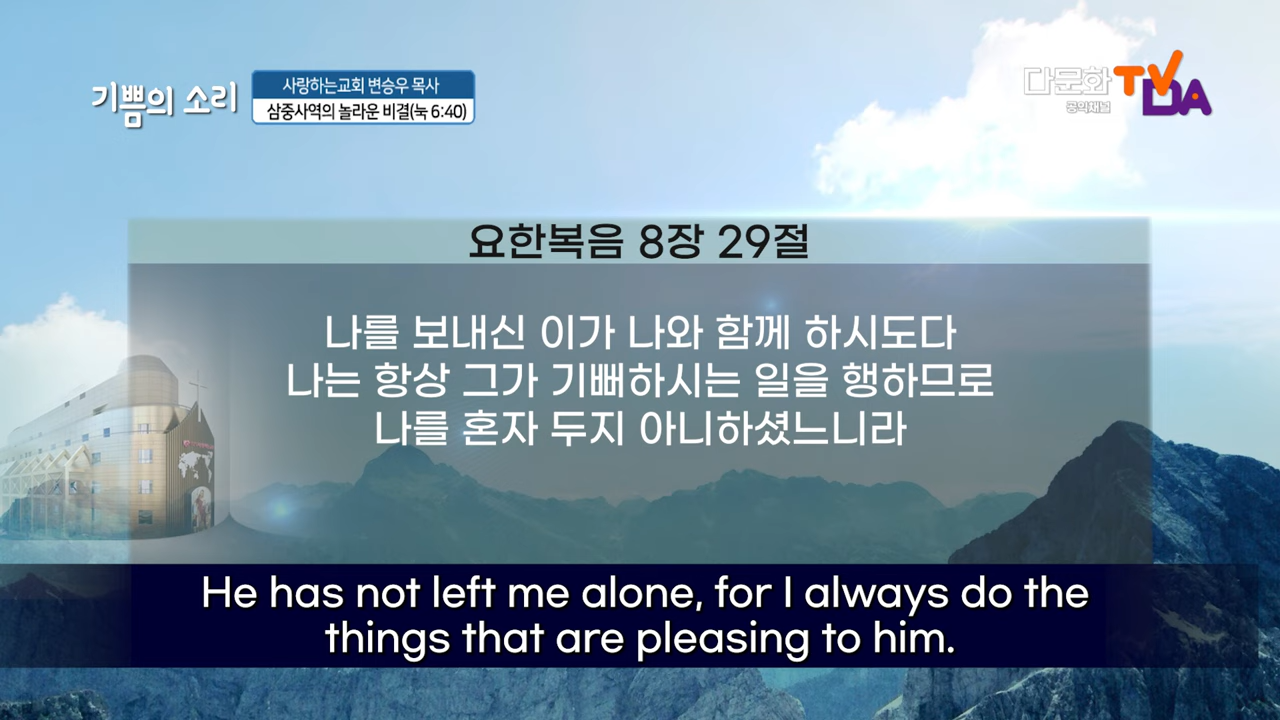 기쁨의 소리
사랑하는교회 변승우 목사
삼중사역의 놀라운 비결(눅 6:40)
다문화 TV
공익채널 DA
요한복음 8장 29절
나를 보내신 이가 나와 함께 하시도다
나는 항상 그가 기뻐하시는 일을 행하므로
나를 혼자 두지 아니하셨느니라
He has not left me alone, for I always do the
things that are pleasing to him.